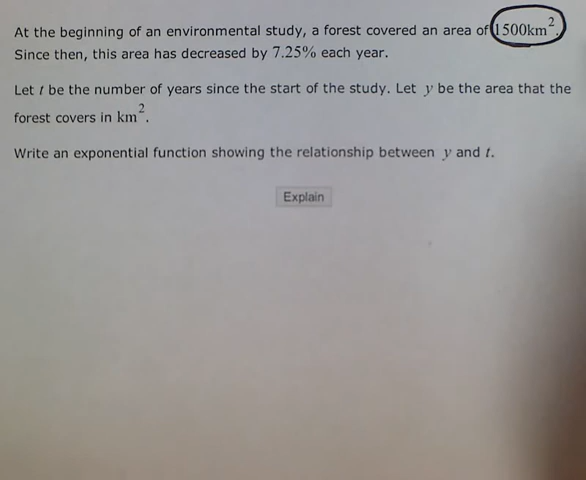 At the beginning of an environmental study, a forest covered an area of 1500km².
Since then, this area has decreased by 7.25% each year.
Let t be the number of years since the start of the study. Let y be the area that the
forest covers in km².
Write an exponential function showing the relationship between y and t.
Explain